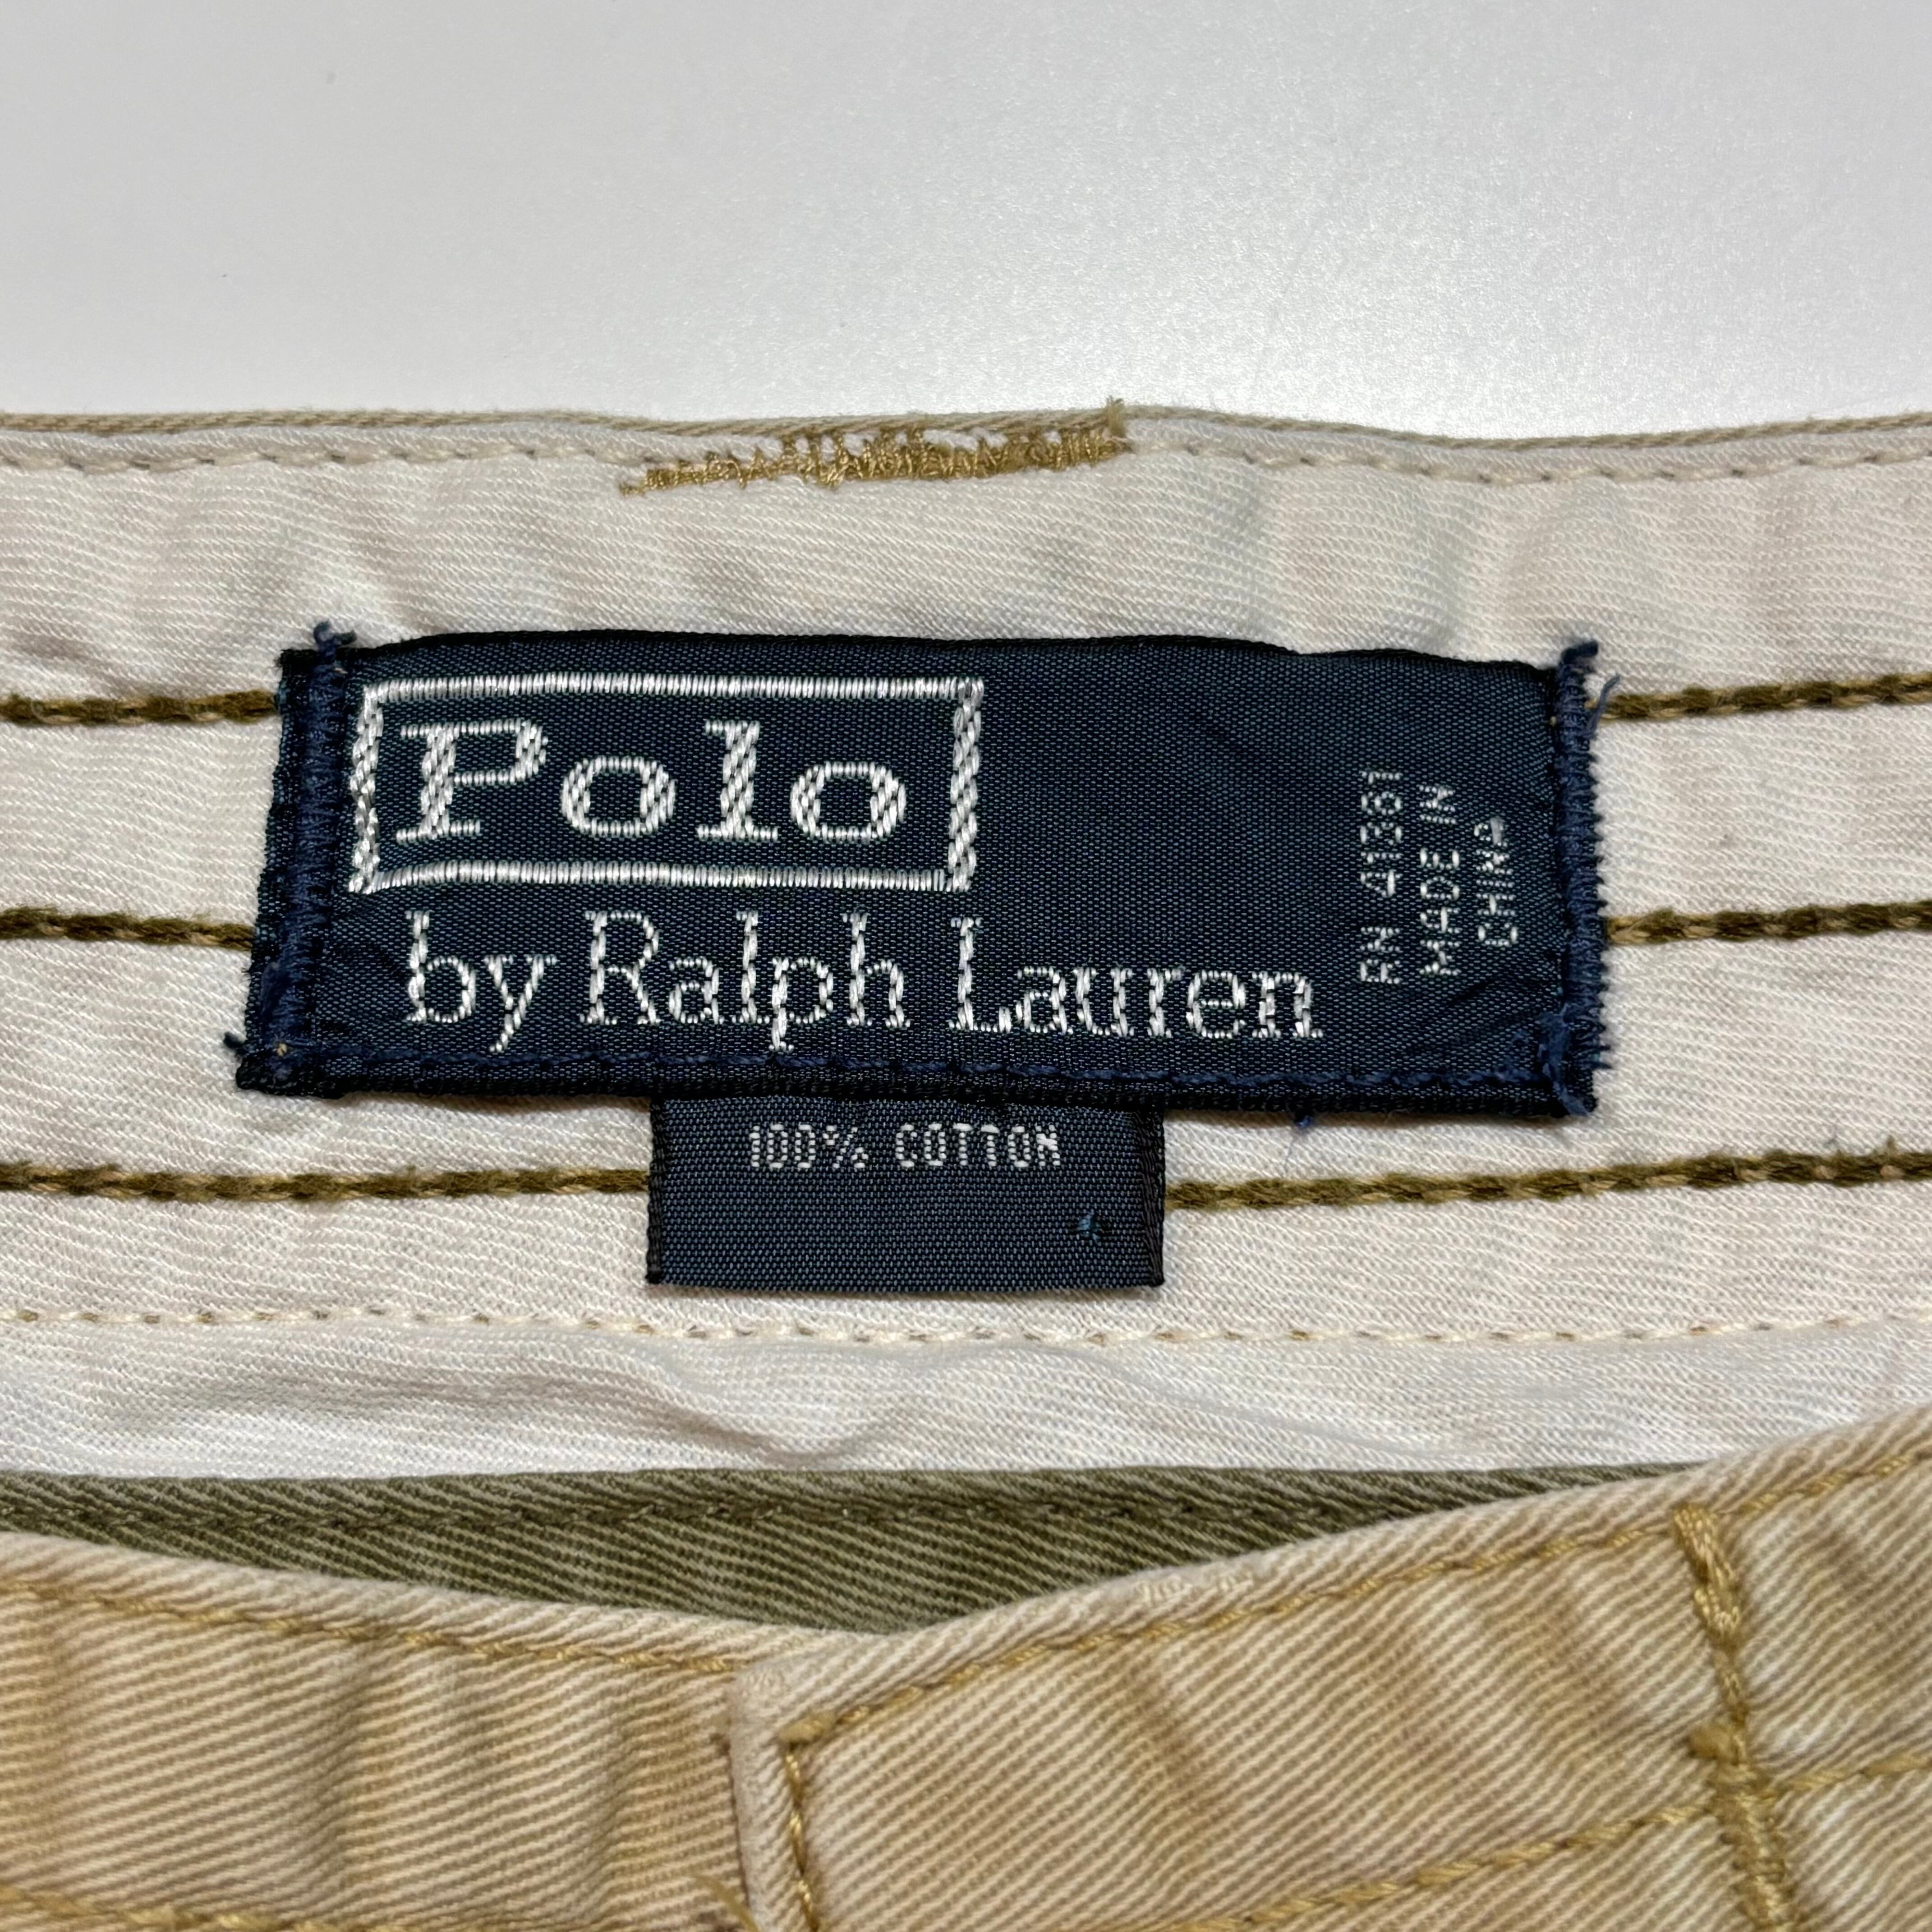 Polo
by Ralph Lauren
RN 41381
MADE IN
CHINA
100% COTTON